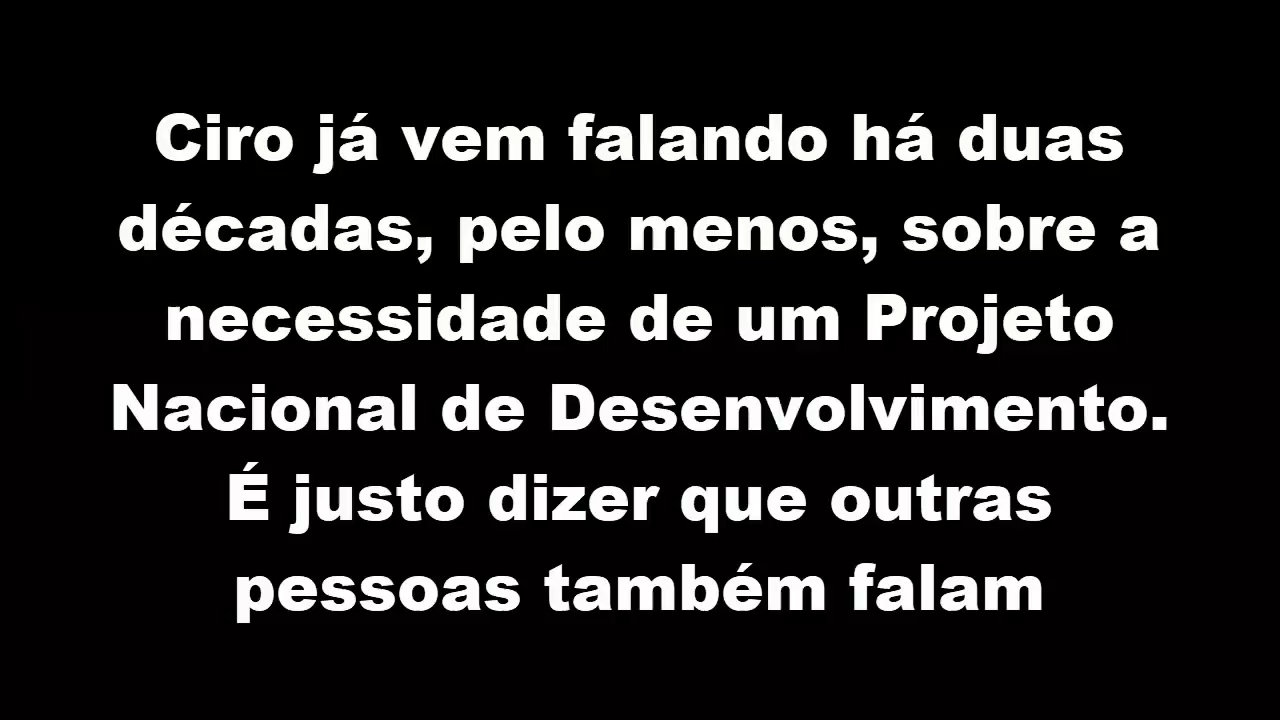 Ciro já vem falando há duas
décadas, pelo menos, sobre a
necessidade de um Projeto
Nacional de Desenvolvimento.
É justo dizer que outras
pessoas também falam